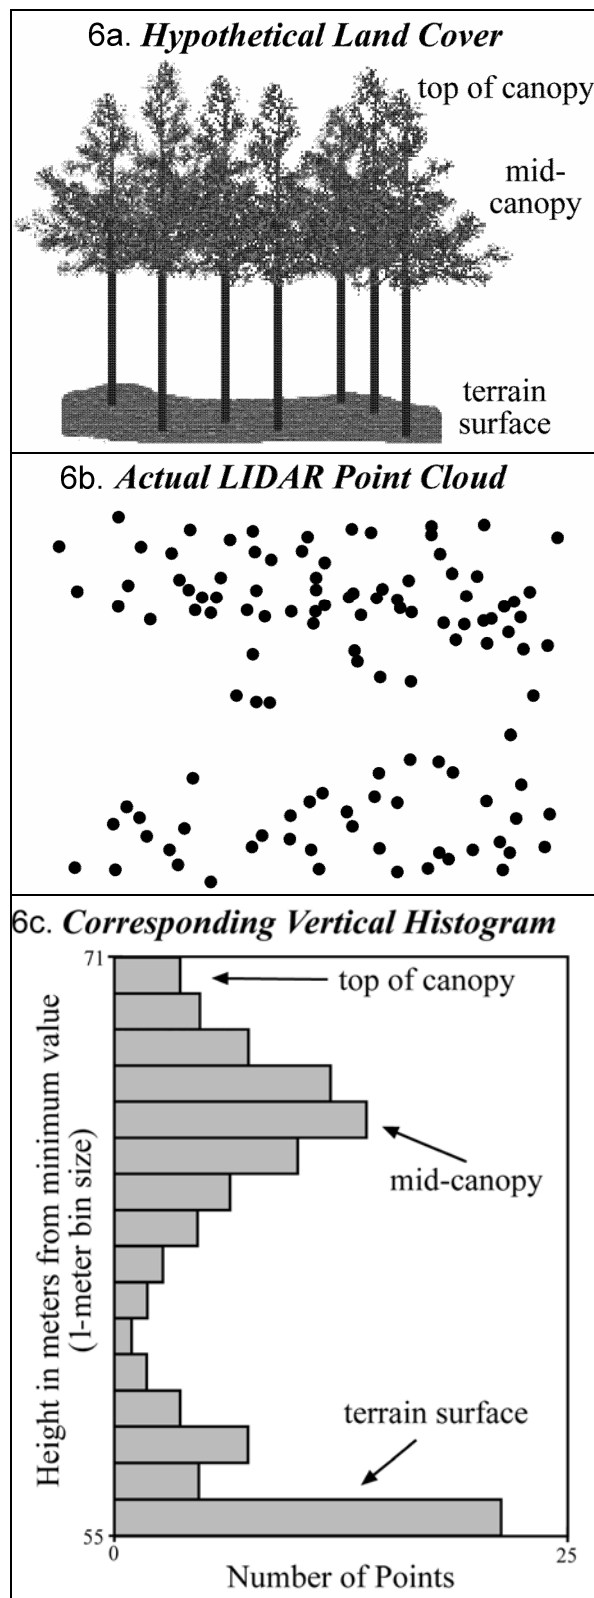 6a. Hypothetical Land Cover
top of canopy
mid-
canopy
terrain
surface
6b. Actual LIDAR Point Cloud
6c. Corresponding Vertical Histogram
71
top of canopy
mid-canopy
Height in meters from minimum value
(1-meter bin size)
terrain surface
55
0
25
Number of Points